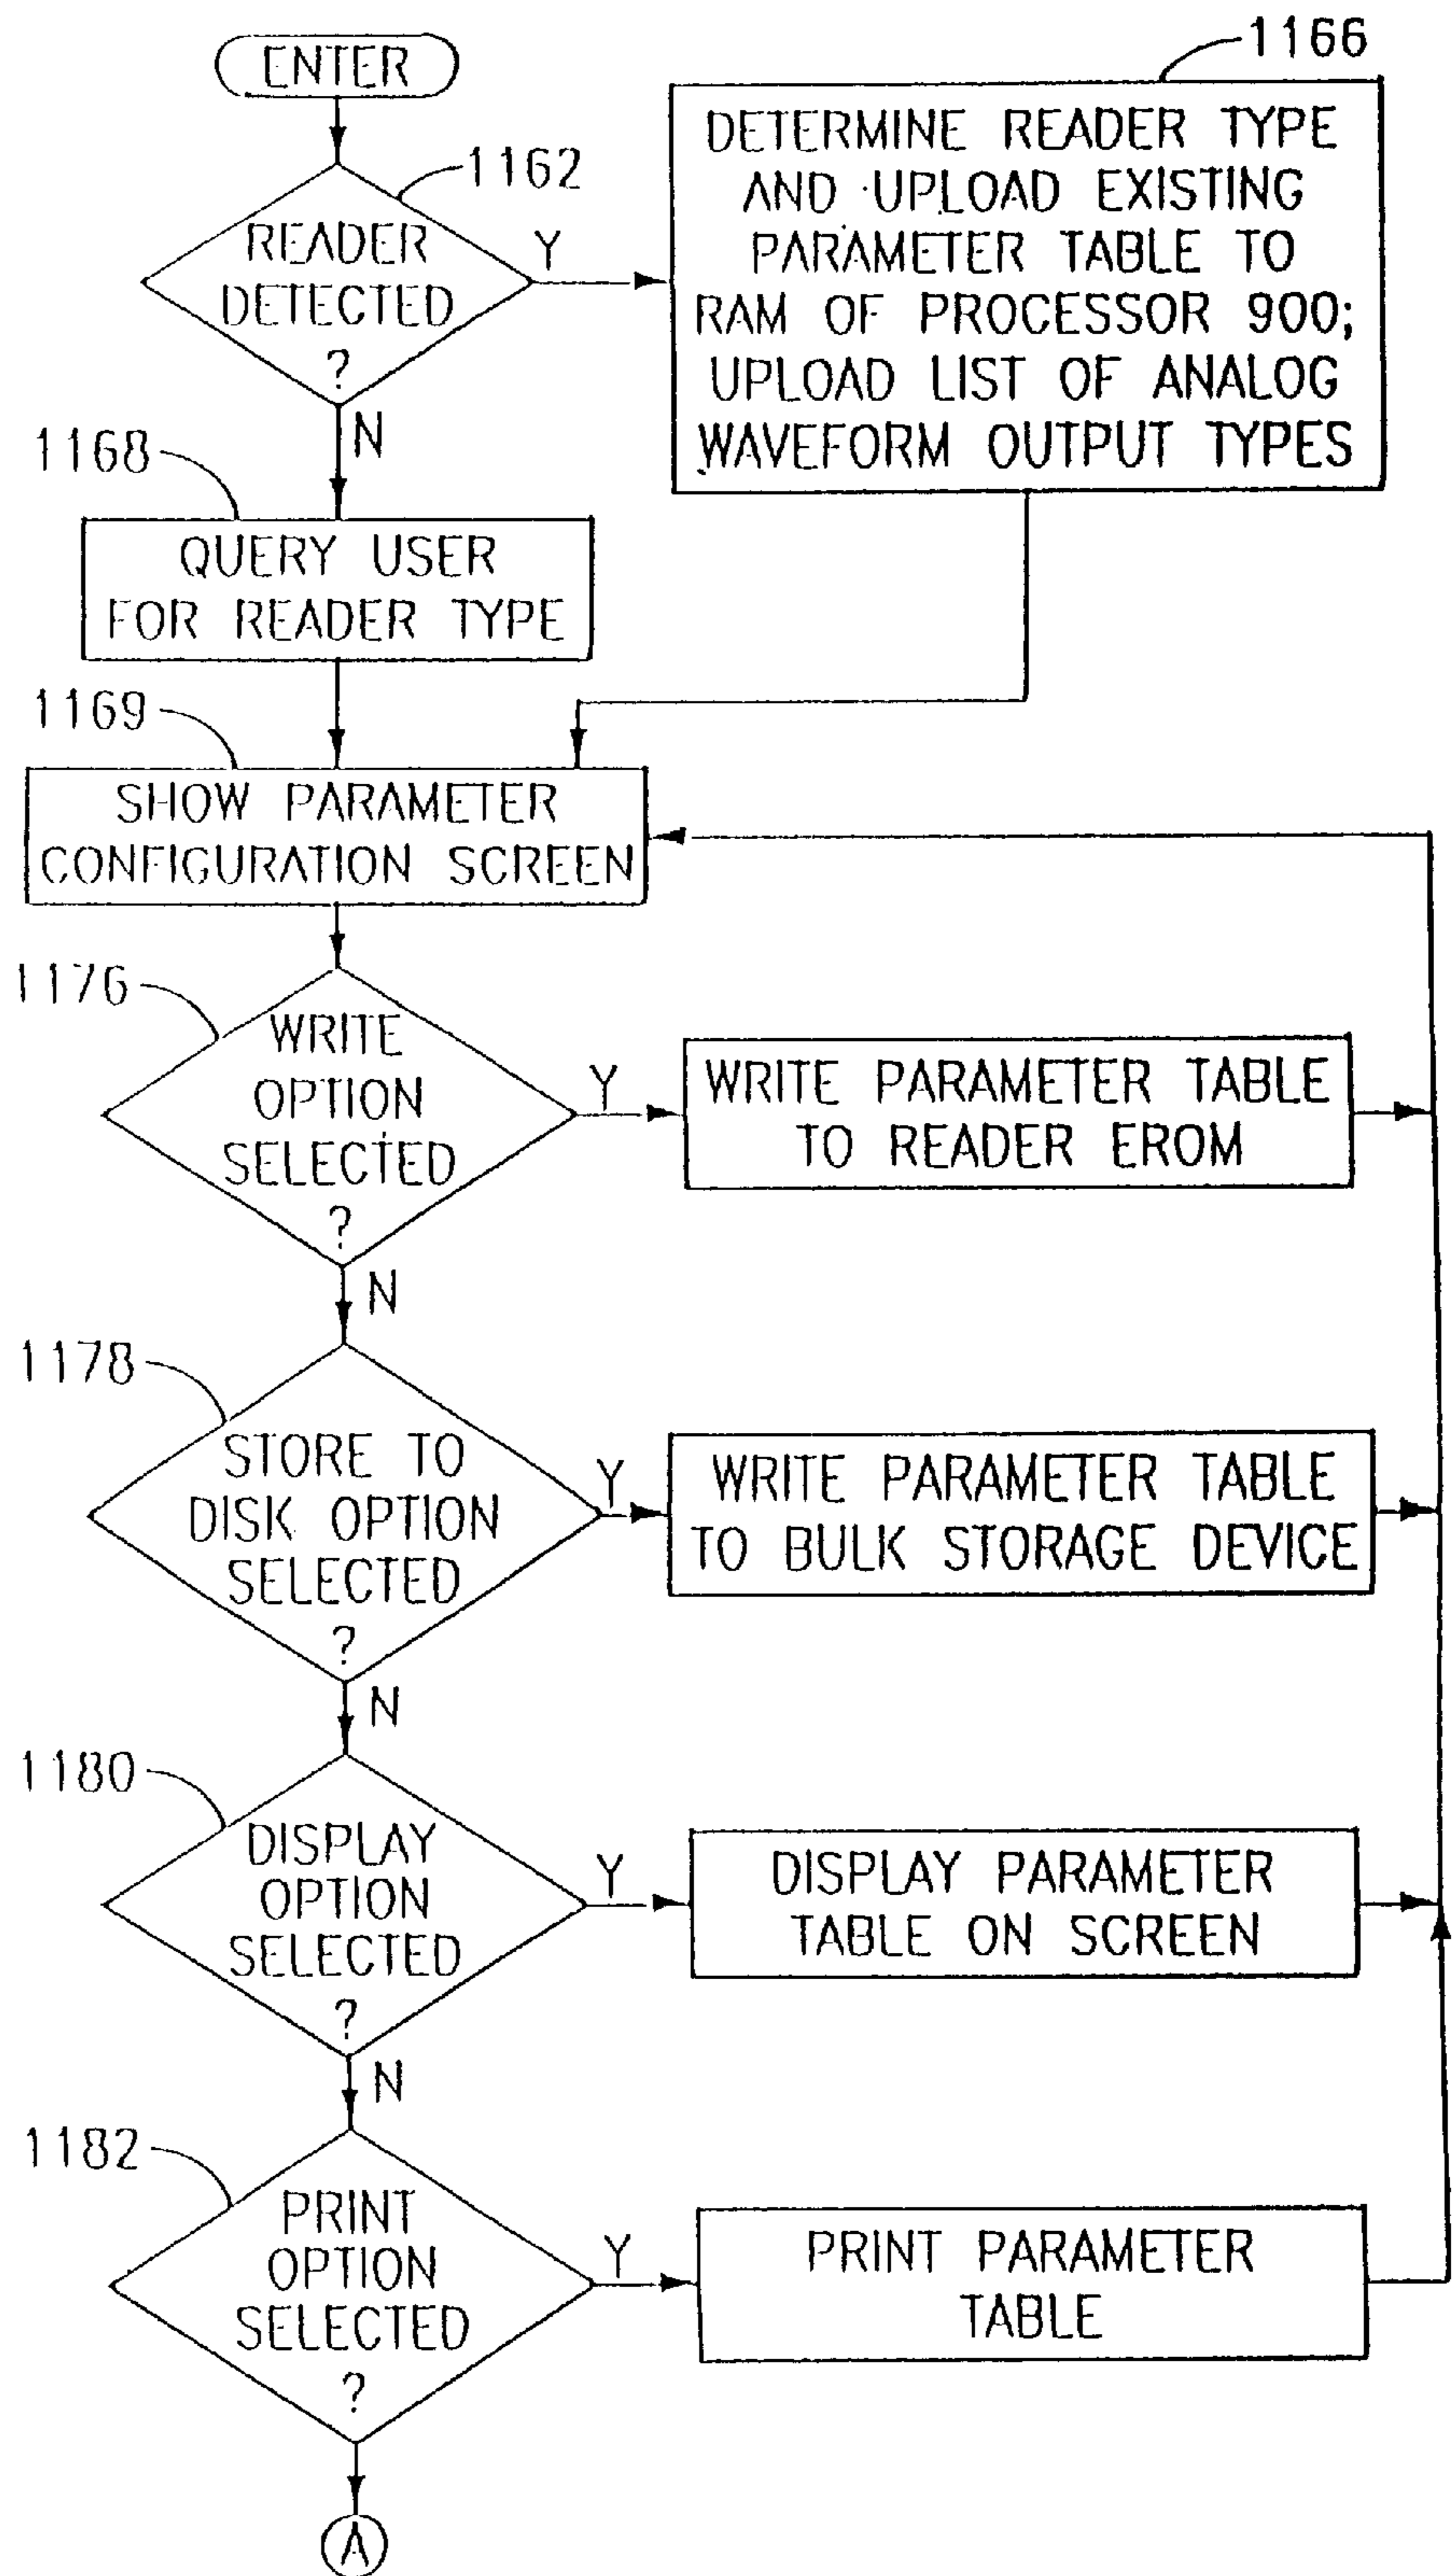 ENTER
1166
DETERMINE READER TYPE
AND UPLOAD EXISTING
PARAMETER TABLE TO
RAM OF PROCESSOR 900;
UPLOAD LIST OF ANALOG
WAVEFORM OUTPUT TYPES
1162
READER
DETECTED
?
Y
N
1168
QUERY USER
FOR READER TYPE
1169
SHOW PARAMETER
CONFIGURATION SCREEN
1176
WRITE
OPTION
SELECTED
?
Y
WRITE PARAMETER TABLE
TO READER EROM
N
1178
STORE TO
DISK OPTION
SELECTED
?
Y
WRITE PARAMETER TABLE
TO BULK STORAGE DEVICE
N
1180
DISPLAY
OPTION
SELECTED
?
Y
DISPLAY PARAMETER
TABLE ON SCREEN
N
1182
PRINT
OPTION
SELECTED
?
Y
PRINT PARAMETER
TABLE
A